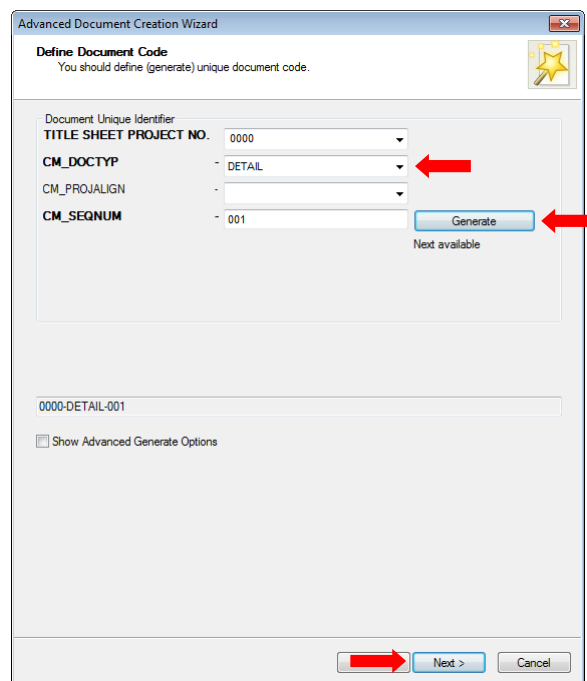 Advanced Document Creation Wizard
Define Document Code
You should define (generate) unique document code.
Document Unique Identifier
TITLE SHEET PROJECT NO. 0000
CM_DOCTYP - DETAIL
CM_PROJALIGN -
CM_SEQNUM - 001 Generate
Next available
0000-DETAIL-001
Show Advanced Generate Options
Next > Cancel